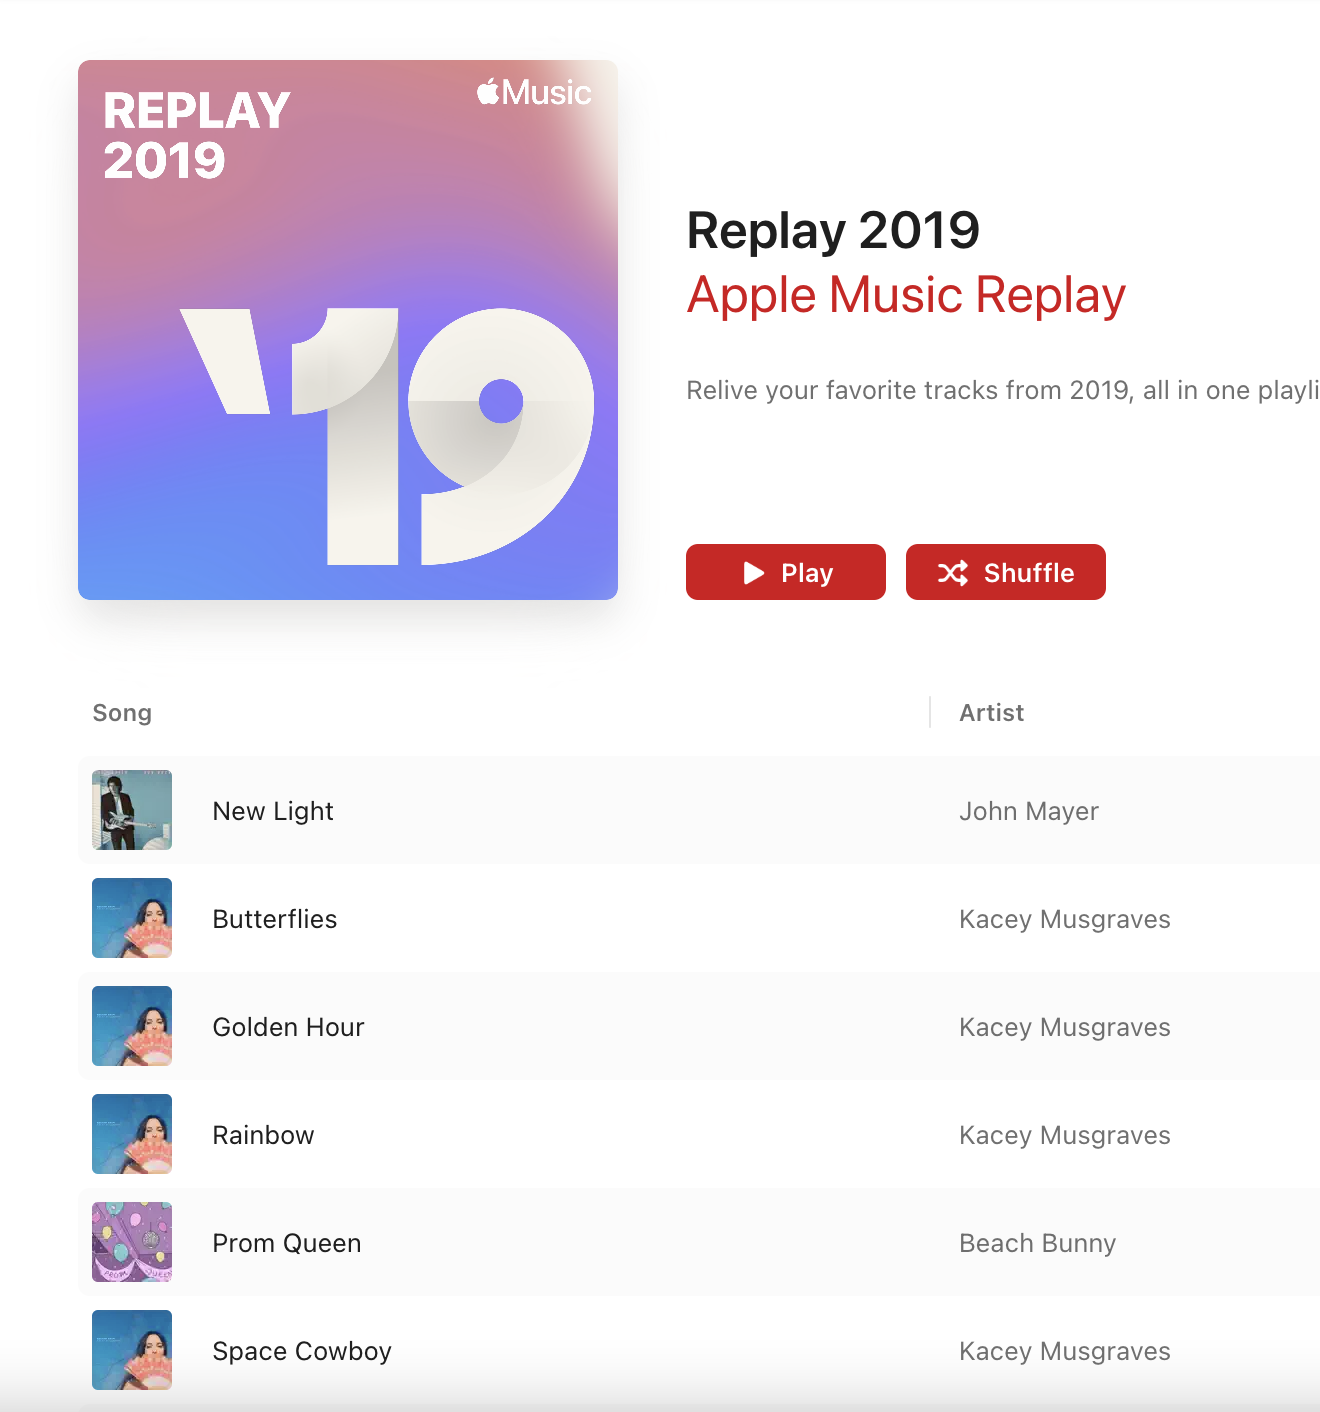 REPLAY
2019
Music
Replay 2019
Apple Music Replay
Relive your favorite tracks from 2019, all in one playli
Play
Shuffle
Song
Artist
New Light
John Mayer
Butterflies
Kacey Musgraves
Golden Hour
Kacey Musgraves
Rainbow
Kacey Musgraves
Prom Queen
Beach Bunny
Space Cowboy
Kacey Musgraves
'19
PROM QUEEN